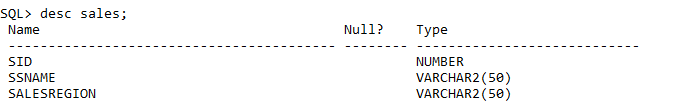 SQL> desc sales;
Name Null? Type
----------------------------------------- -------- ----------------------------
SID NUMBER
SSNAME VARCHAR2(50)
SALESREGION VARCHAR2(50)